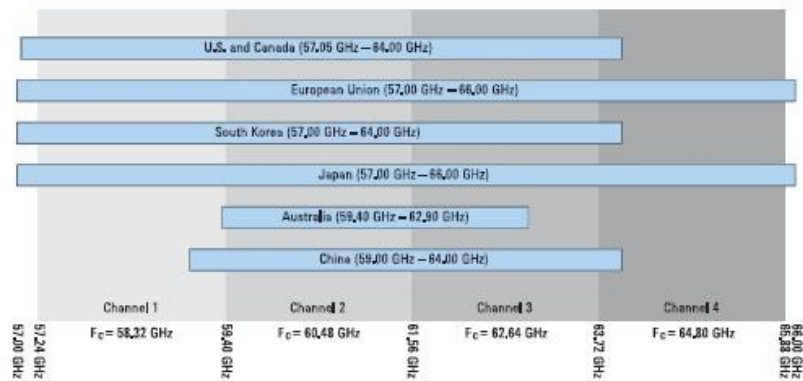 U.S. and Canada (57.05 GHz – 64.00 GHz)
European Union (57.00 GHz – 66.00 GHz)
South Korea (57.00 GHz – 64.00 GHz)
Japan (57.00 GHz – 66.00 GHz)
Australia (59.40 GHz – 62.90 GHz)
China (59.00 GHz – 64.00 GHz)
Channel 1 Channel 2 Channel 3 Channel 4
FC = 58.32 GHz FC = 60.48 GHz FC = 62.64 GHz FC = 64.80 GHz
57.00 GHz
57.24 GHz
59.40 GHz
61.56 GHz
63.72 GHz
65.88 GHz
66.00 GHz